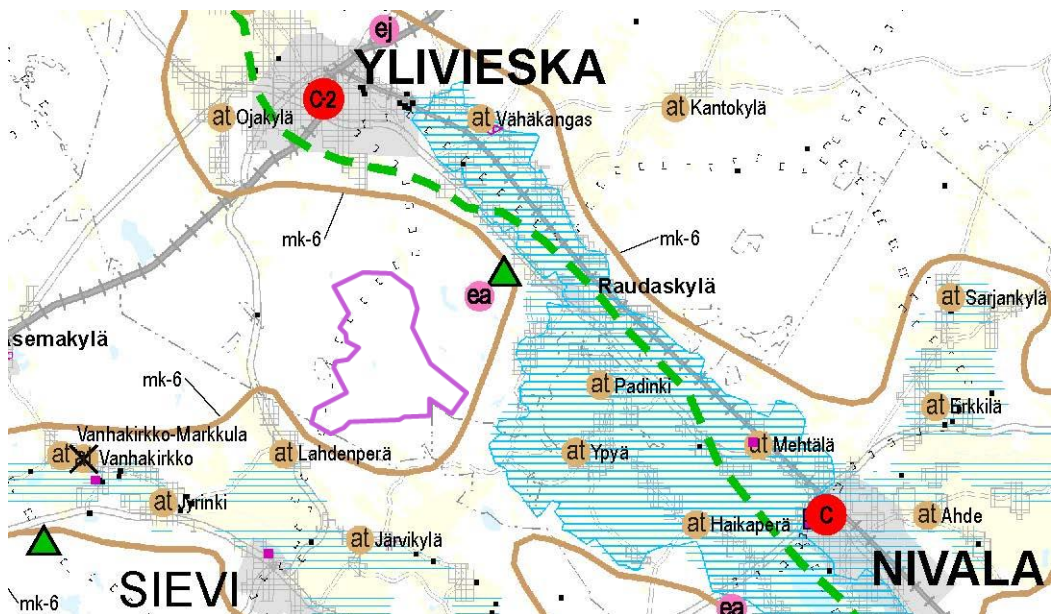 ej
YLIVIESKA
C-2
at Ojakylä
at Vähäkangas
at Kantokylä
mk-6
mk-6
ea
Raudaskylä
at Sarjankylä
Asemakylä
mk-6
at Padinki
at Erkkilä
Vanhakirkko-Markkula
at at Vanhakirkko
at Lahdenperä
at Ypyä
at Mehtälä
at Jyrinki
C
at Haikaperä
at Ahde
at Järvikylä
SIEVI
NIVALA
mk-6
ea